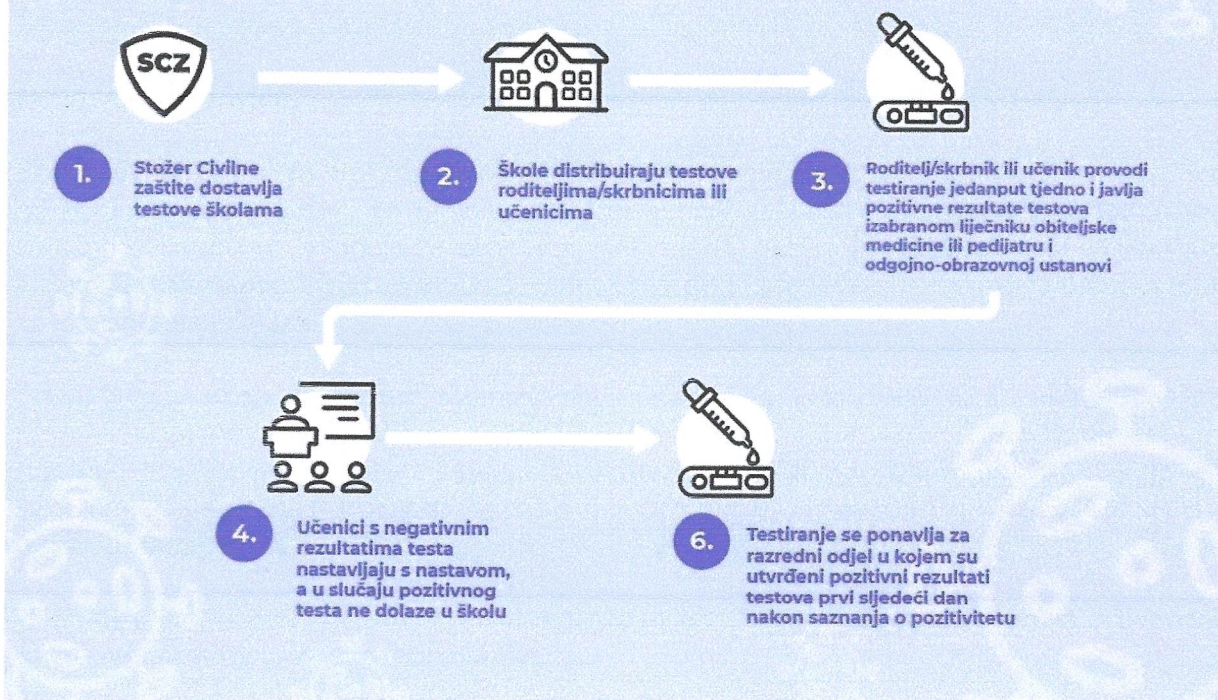 SCZ
1.
Stožer Civilne
zaštite dostavlja
testove školama
2.
Škole distribuiraju testove
roditeljima/skrbnicima ili
učenicima
3.
Roditelj/skrbnik ili učenik provodi
testiranje jedanput tjedno i javlja
pozitivne rezultate testova
izabranom liječniku obiteljske
medicine ili pedijatru i
odgojno-obrazovnoj ustanovi
4.
Učenici s negativnim
rezultatima testa
nastavljaju s nastavom,
a u slučaju pozitivnog
testa ne dolaze u školu
6.
Testiranje se ponavlja za
razredni odjel u kojem su
utvrđeni pozitivni rezultati
testova prvi sljedeći dan
nakon saznanja o pozitivitetu